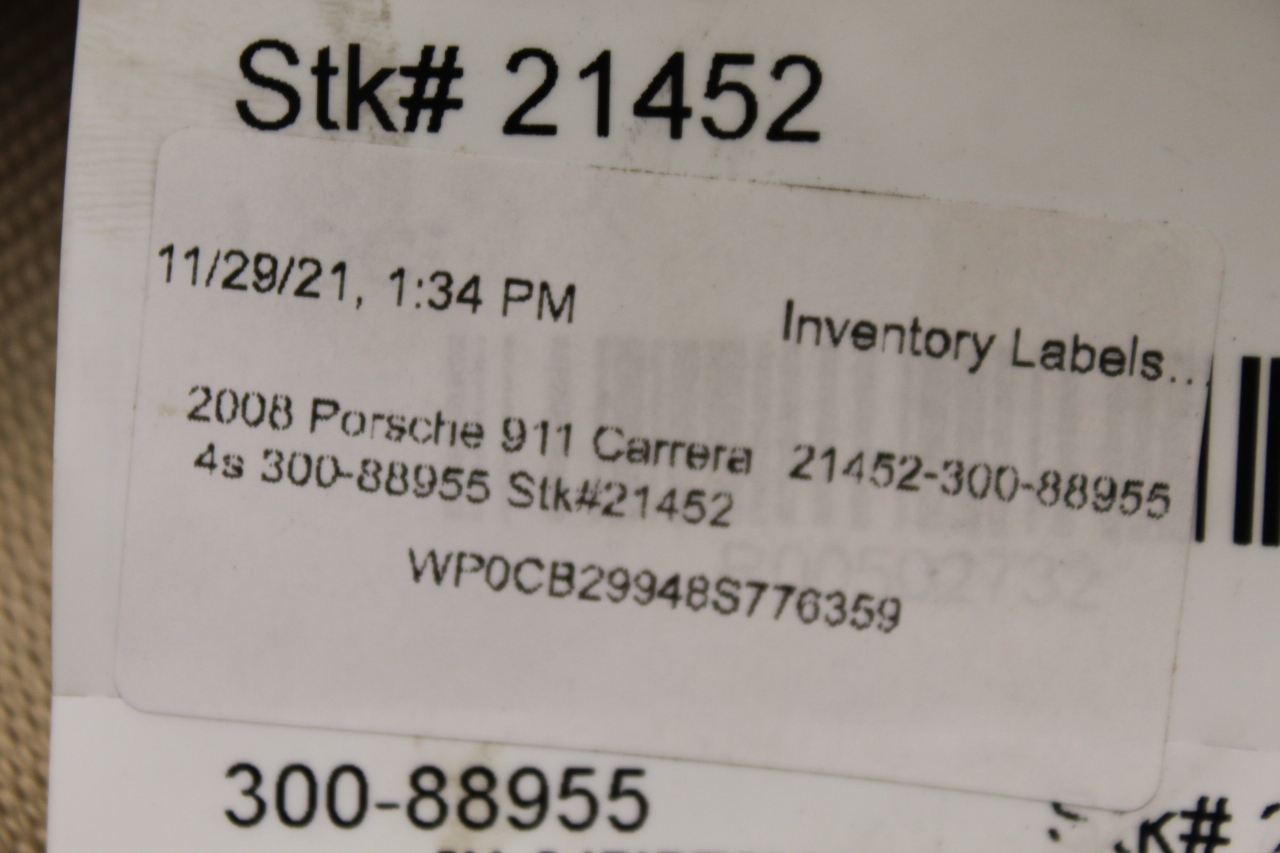 Stk# 21452
11/29/21, 1:34 PM Inventory Labels...
2008 Porsche 911 Carrera 21452-300-88955
4s 300-88955 Stk#21452
R00502732
WP0CB29948S776359
300-88955